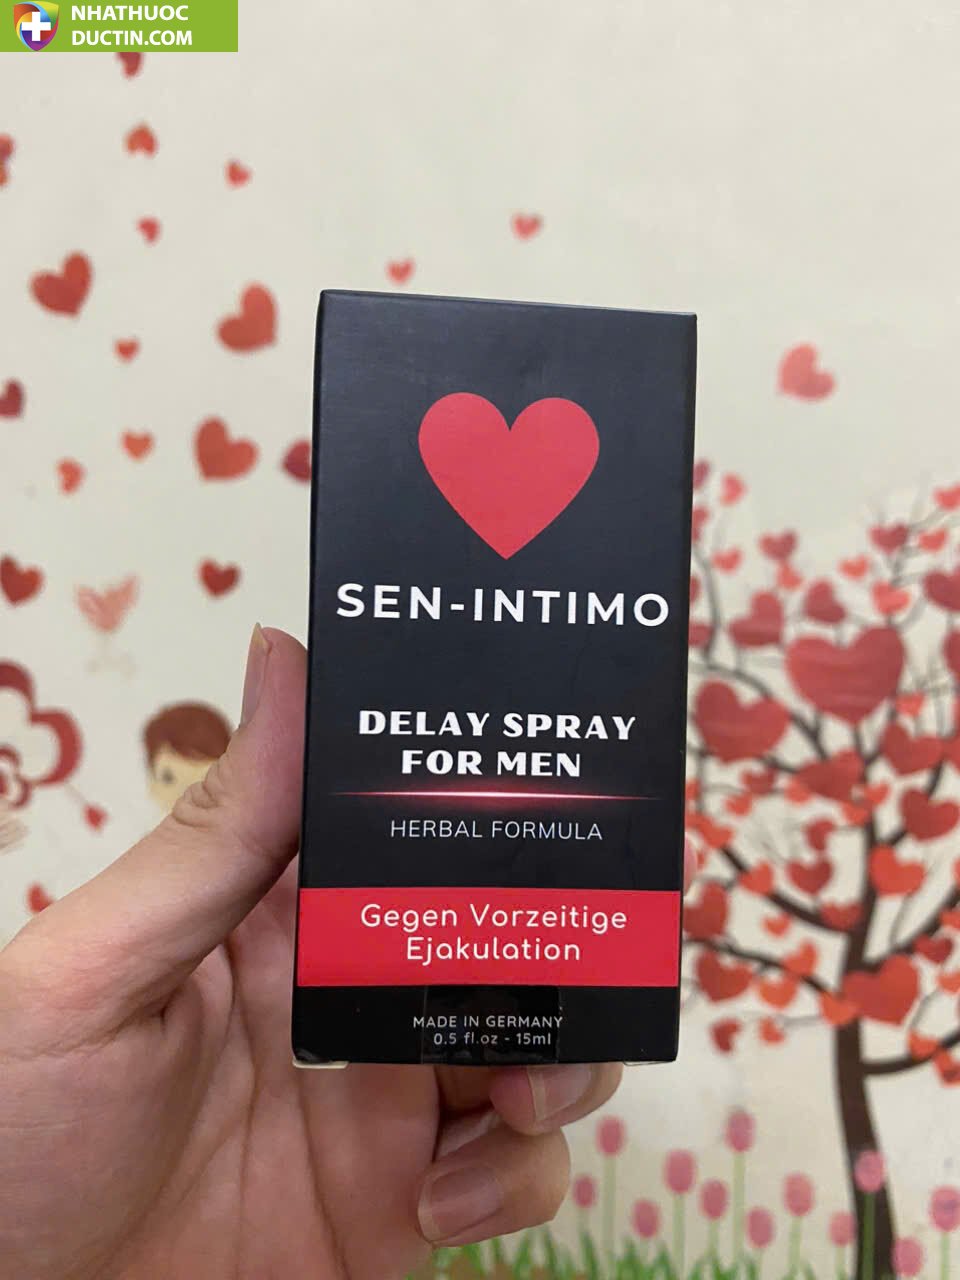 NHATHUOC
DUCTIN.COM
SEN-INTIMO
DELAY SPRAY
FOR MEN
HERBAL FORMULA
Gegen Vorzeitige
Ejakulation
MADE IN GERMANY
0.5 fl.oz - 15ml